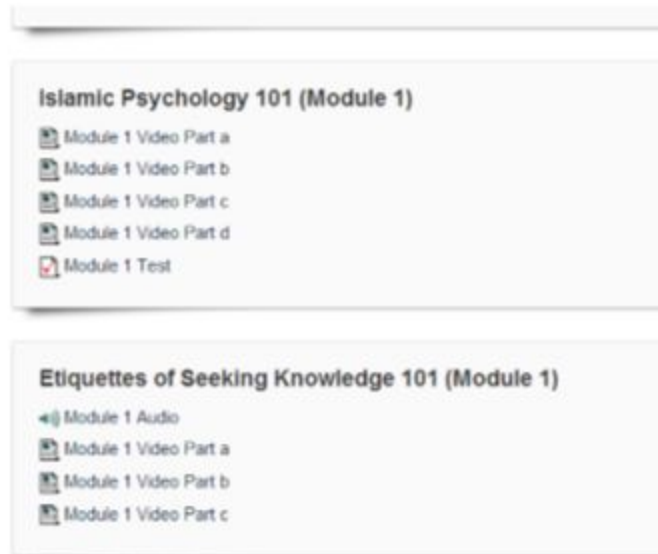 Islamic Psychology 101 (Module 1)
Module 1 Video Part a
Module 1 Video Part b
Module 1 Video Part c
Module 1 Video Part d
Module 1 Test
Etiquettes of Seeking Knowledge 101 (Module 1)
Module 1 Audio
Module 1 Video Part a
Module 1 Video Part b
Module 1 Video Part c